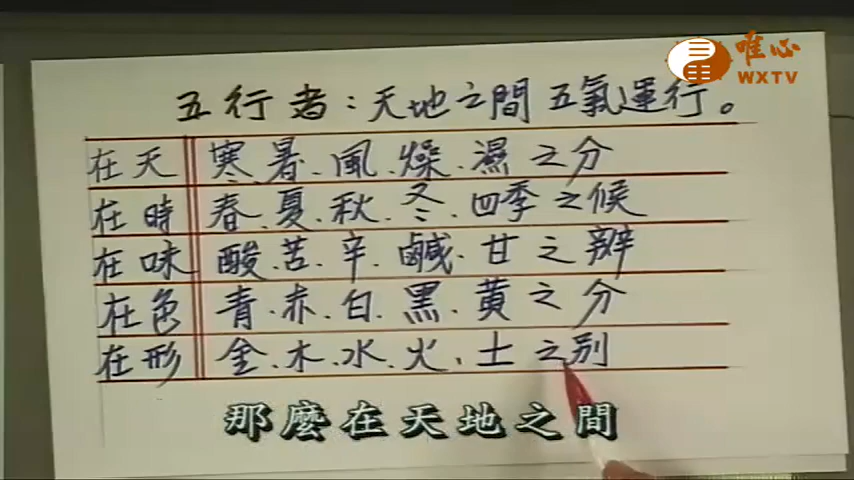 唯心
WXTV
五行者：天地之間五氣運行。
在天 寒、暑、風、燥、濕之分
在時 春、夏、秋、冬、四季之候
在味 酸、苦、辛、鹹、甘之辨
在色 青、赤、白、黑、黃之分
在形 金、木、水、火、土之別
那麼在天地之間